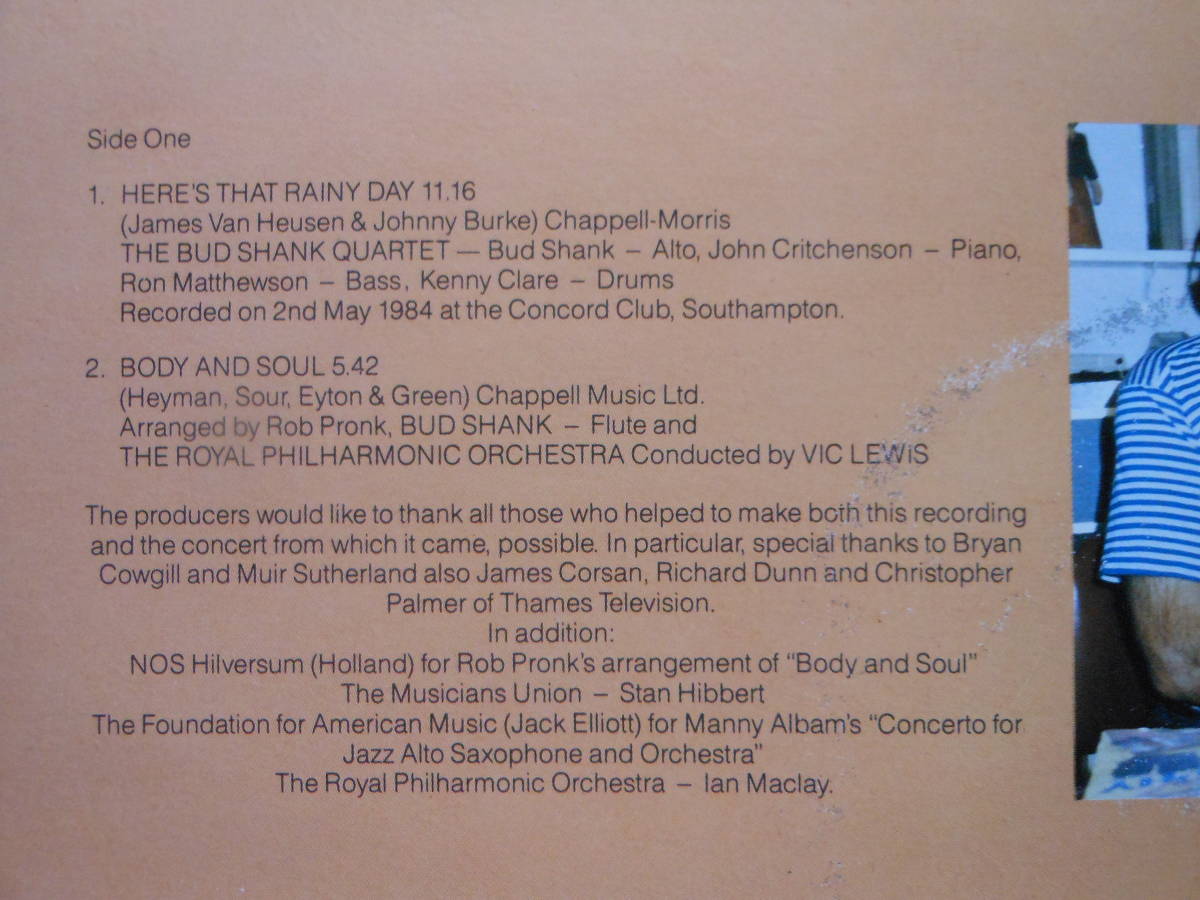 Side One
1. HERE'S THAT RAINY DAY 11.16
(James Van Heusen & Johnny Burke) Chappell-Morris
THE BUD SHANK QUARTET — Bud Shank – Alto, John Critchenson – Piano,
Ron Matthewson – Bass, Kenny Clare – Drums
Recorded on 2nd May 1984 at the Concord Club, Southampton.
2. BODY AND SOUL 5.42
(Heyman, Sour, Eyton & Green) Chappell Music Ltd.
Arranged by Rob Pronk, BUD SHANK – Flute and
THE ROYAL PHILHARMONIC ORCHESTRA Conducted by VIC LEWiS
The producers would like to thank all those who helped to make both this recording
and the concert from which it came, possible. In particular, special thanks to Bryan
Cowgill and Muir Sutherland also James Corsan, Richard Dunn and Christopher
Palmer of Thames Television.
In addition:
NOS Hilversum (Holland) for Rob Pronk's arrangement of "Body and Soul"
The Musicians Union – Stan Hibbert
The Foundation for American Music (Jack Elliott) for Manny Albam's "Concerto for
Jazz Alto Saxophone and Orchestra"
The Royal Philharmonic Orchestra – Ian Maclay.